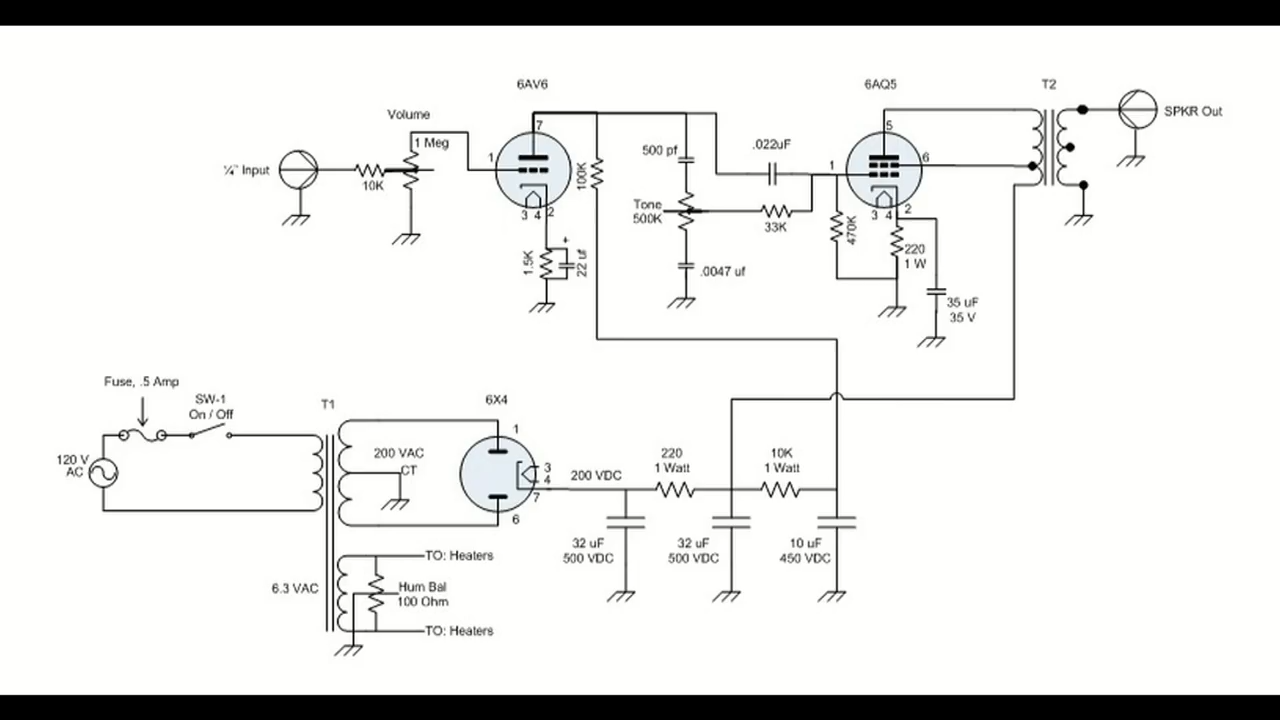 6AV6
6AQ5
T2
SPKR Out
Volume
1 Meg
¼" Input
10K
7
1
3 4 2
100K
1.5K
+
22 uf
500 pf
Tone
500K
.0047 uf
.022uF
33K
1
5
6
3 4 2
470K
220
1 W
35 uF
35 V
Fuse, .5 Amp
SW-1
On / Off
T1
120 V
AC
200 VAC
CT
6X4
1
3
4
7
6
200 VDC
220
1 Watt
10K
1 Watt
32 uF
500 VDC
32 uF
500 VDC
10 uF
450 VDC
6.3 VAC
TO: Heaters
Hum Bal
100 Ohm
TO: Heaters